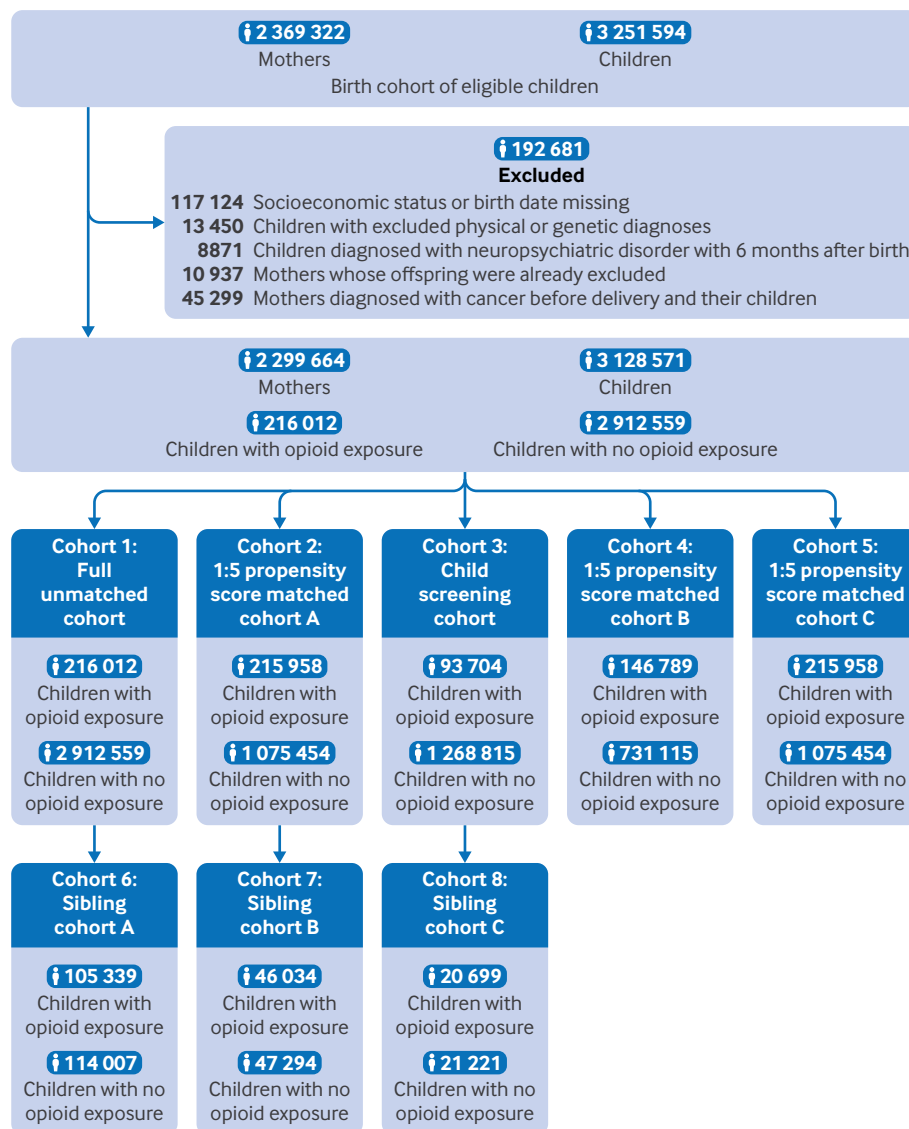 2 369 322
Mothers
3 251 594
Children
Birth cohort of eligible children
192 681
Excluded
117 124 Socioeconomic status or birth date missing
13 450 Children with excluded physical or genetic diagnoses
8871 Children diagnosed with neuropsychiatric disorder with 6 months after birth
10 937 Mothers whose offspring were already excluded
45 299 Mothers diagnosed with cancer before delivery and their children
2 299 664
Mothers
3 128 571
Children
216 012
Children with opioid exposure
2 912 559
Children with no opioid exposure
Cohort 1:
Full
unmatched
cohort
216 012
Children with
opioid exposure
2 912 559
Children with no
opioid exposure
Cohort 2:
1:5 propensity
score matched
cohort A
215 958
Children with
opioid exposure
1 075 454
Children with no
opioid exposure
Cohort 3:
Child
screening
cohort
93 704
Children with
opioid exposure
1 268 815
Children with no
opioid exposure
Cohort 4:
1:5 propensity
score matched
cohort B
146 789
Children with
opioid exposure
731 115
Children with no
opioid exposure
Cohort 5:
1:5 propensity
score matched
cohort C
215 958
Children with
opioid exposure
1 075 454
Children with no
opioid exposure
Cohort 6:
Sibling
cohort A
105 339
Children with
opioid exposure
114 007
Children with no
opioid exposure
Cohort 7:
Sibling
cohort B
46 034
Children with
opioid exposure
47 294
Children with no
opioid exposure
Cohort 8:
Sibling
cohort C
20 699
Children with
opioid exposure
21 221
Children with no
opioid exposure